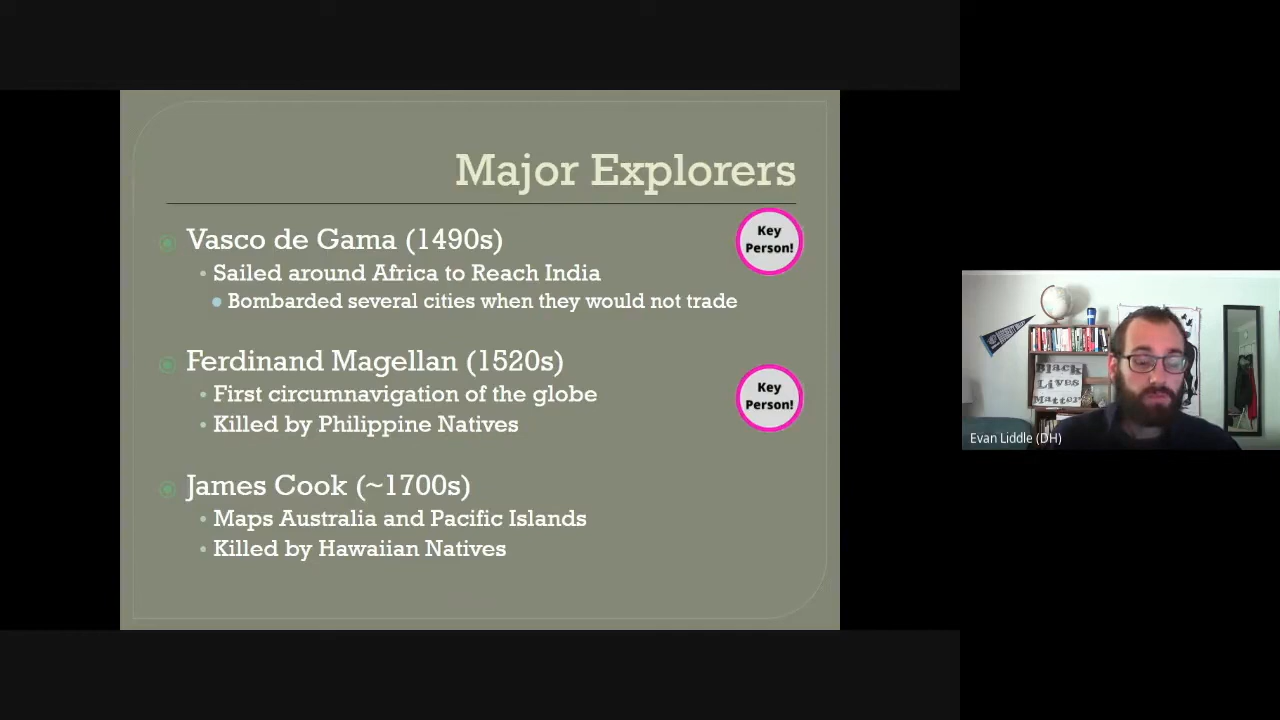 Major Explorers
Vasco de Gama (1490s)
Key
Person!
Sailed around Africa to Reach India
Bombarded several cities when they would not trade
Ferdinand Magellan (1520s)
First circumnavigation of the globe
Key
Person!
Killed by Philippine Natives
James Cook (~1700s)
Maps Australia and Pacific Islands
Killed by Hawaiian Natives
Black
Lives
Matter
Evan Liddle (DH)